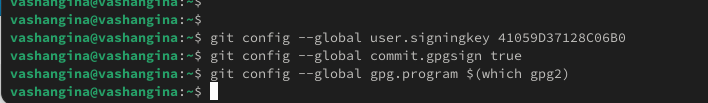 vashangina@vashangina:~$
vashangina@vashangina:~$
vashangina@vashangina:~$ git config --global user.signingkey 41059D37128C06B0
vashangina@vashangina:~$ git config --global commit.gpgsign true
vashangina@vashangina:~$ git config --global gpg.program $(which gpg2)
vashangina@vashangina:~$